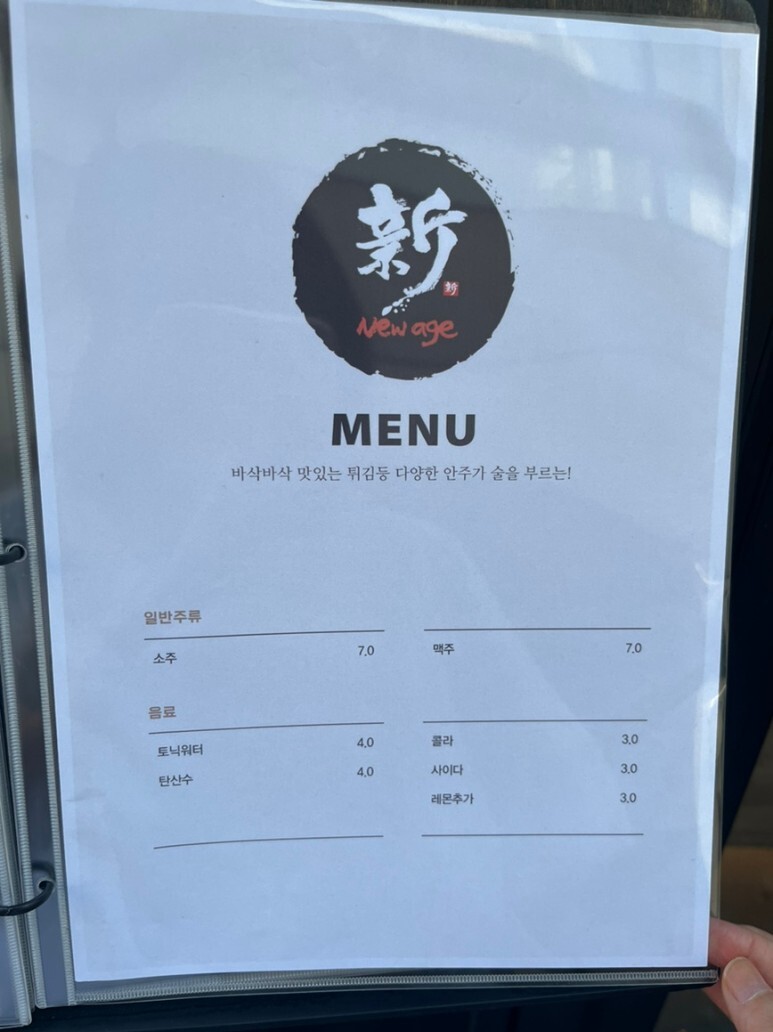 新
新
New age
MENU
바삭바삭 맛있는 튀김등 다양한 안주가 술을 부르는!
일반주류
소주 7.0
맥주 7.0
음료
토닉워터 4.0
탄산수 4.0
콜라 3.0
사이다 3.0
레몬추가 3.0